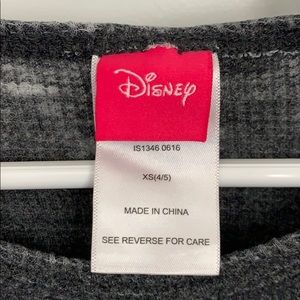 Disney
IS1346 0616
XS(4/5)
MADE IN CHINA
SEE REVERSE FOR CARE